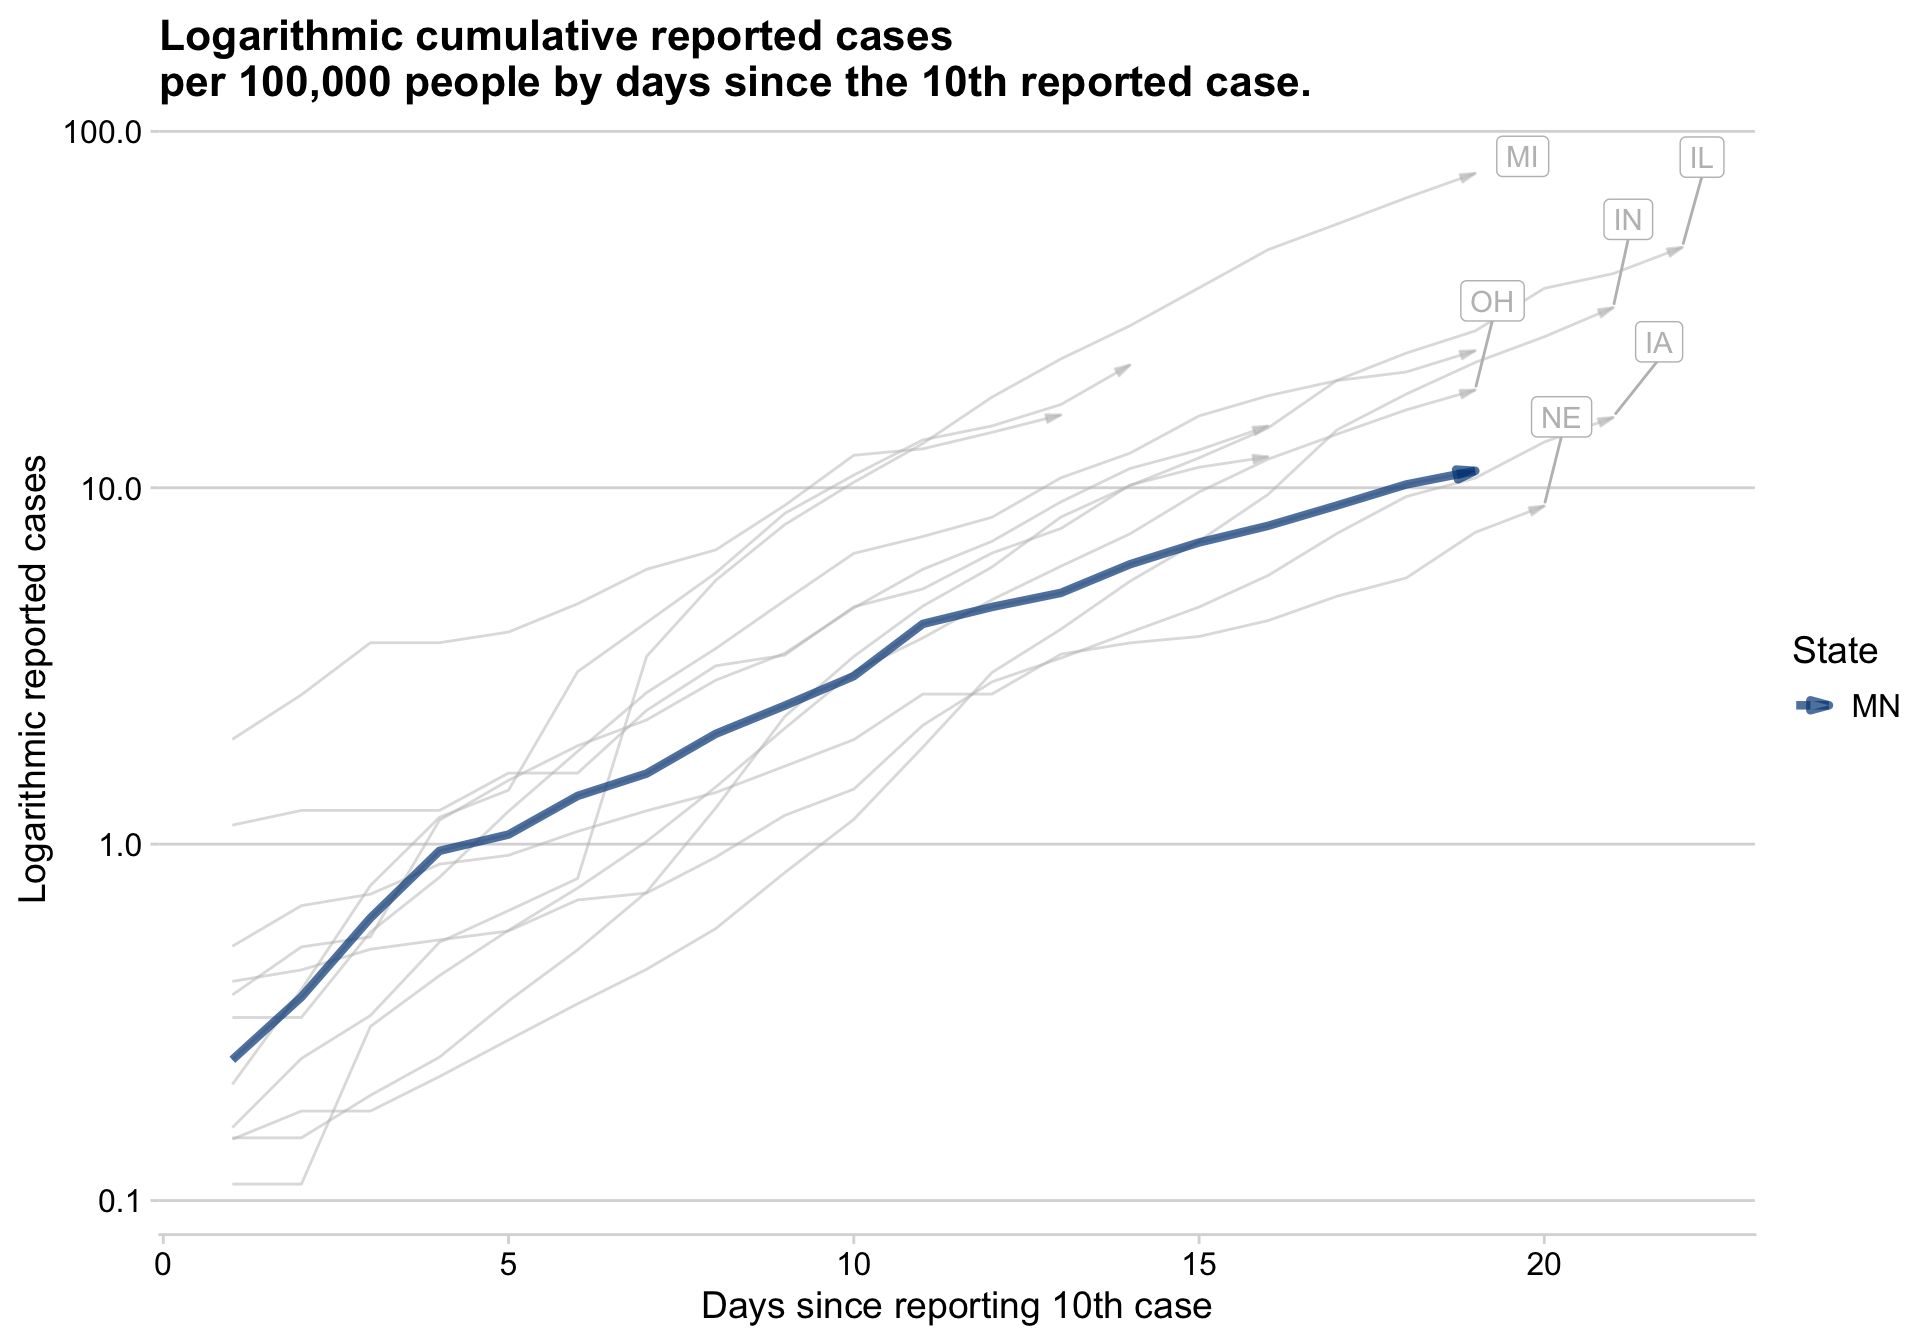 Logarithmic cumulative reported cases
per 100,000 people by days since the 10th reported case.
100.0
10.0
1.0
0.1
Logarithmic reported cases
MI
IL
IN
OH
IA
NE
State
MN
0
5
10
15
20
Days since reporting 10th case